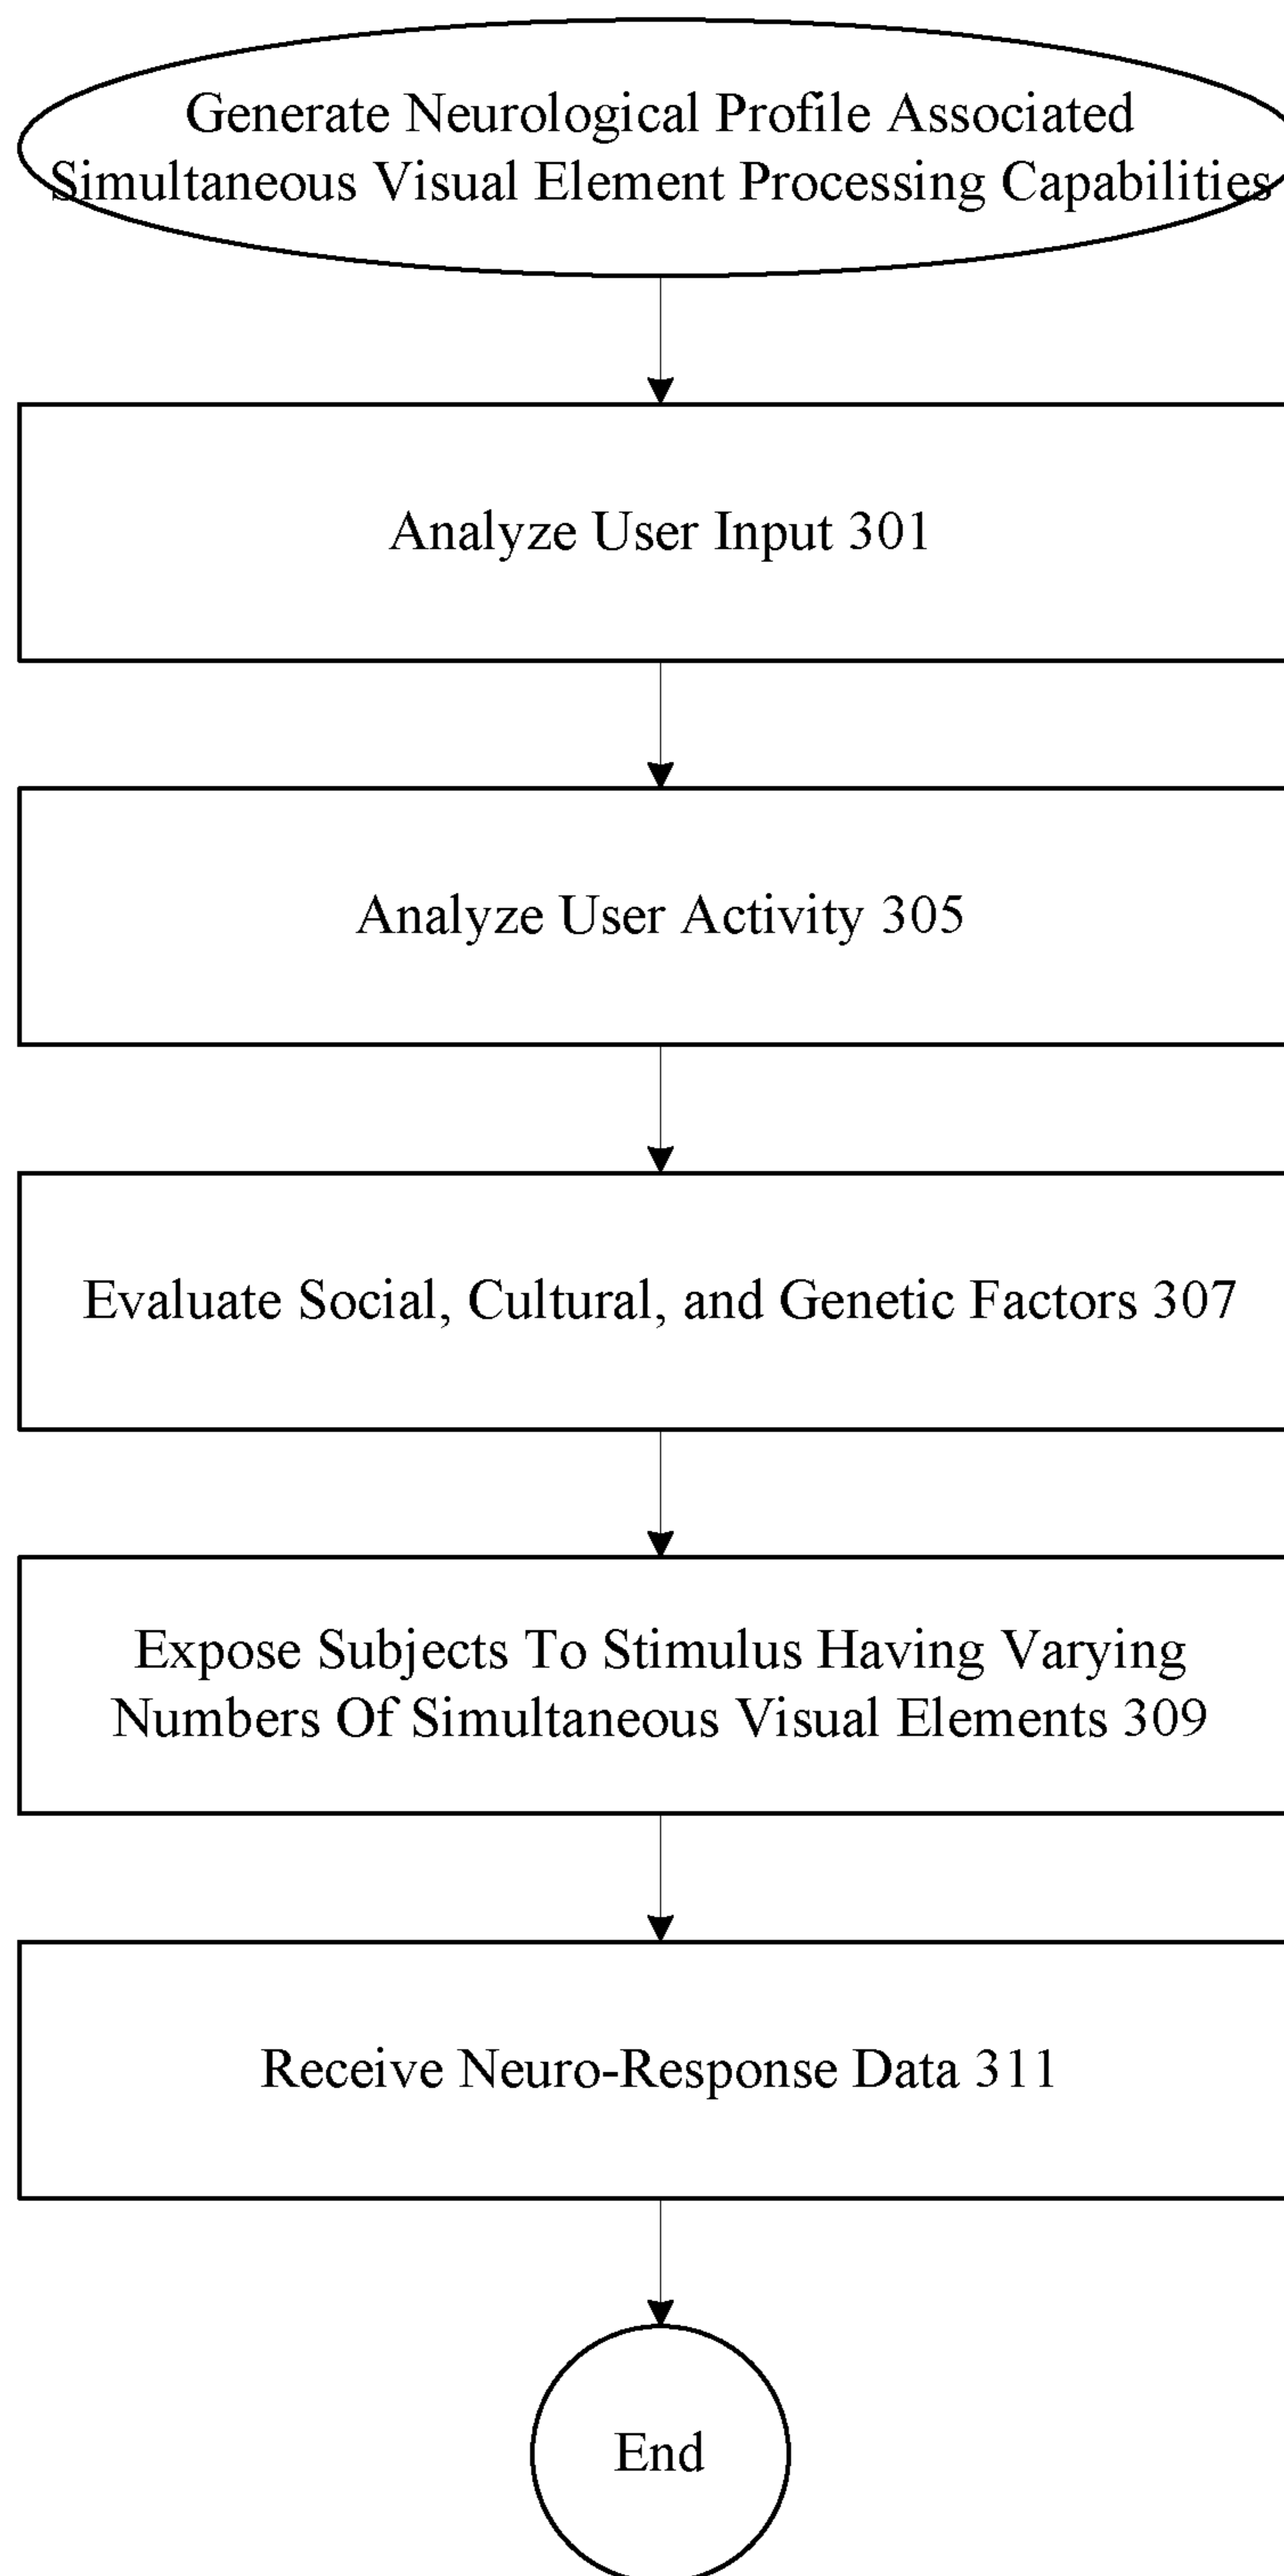 Generate Neurological Profile Associated
Simultaneous Visual Element Processing Capabilities
Analyze User Input 301
Analyze User Activity 305
Evaluate Social, Cultural, and Genetic Factors 307
Expose Subjects To Stimulus Having Varying
Numbers Of Simultaneous Visual Elements 309
Receive Neuro-Response Data 311
End